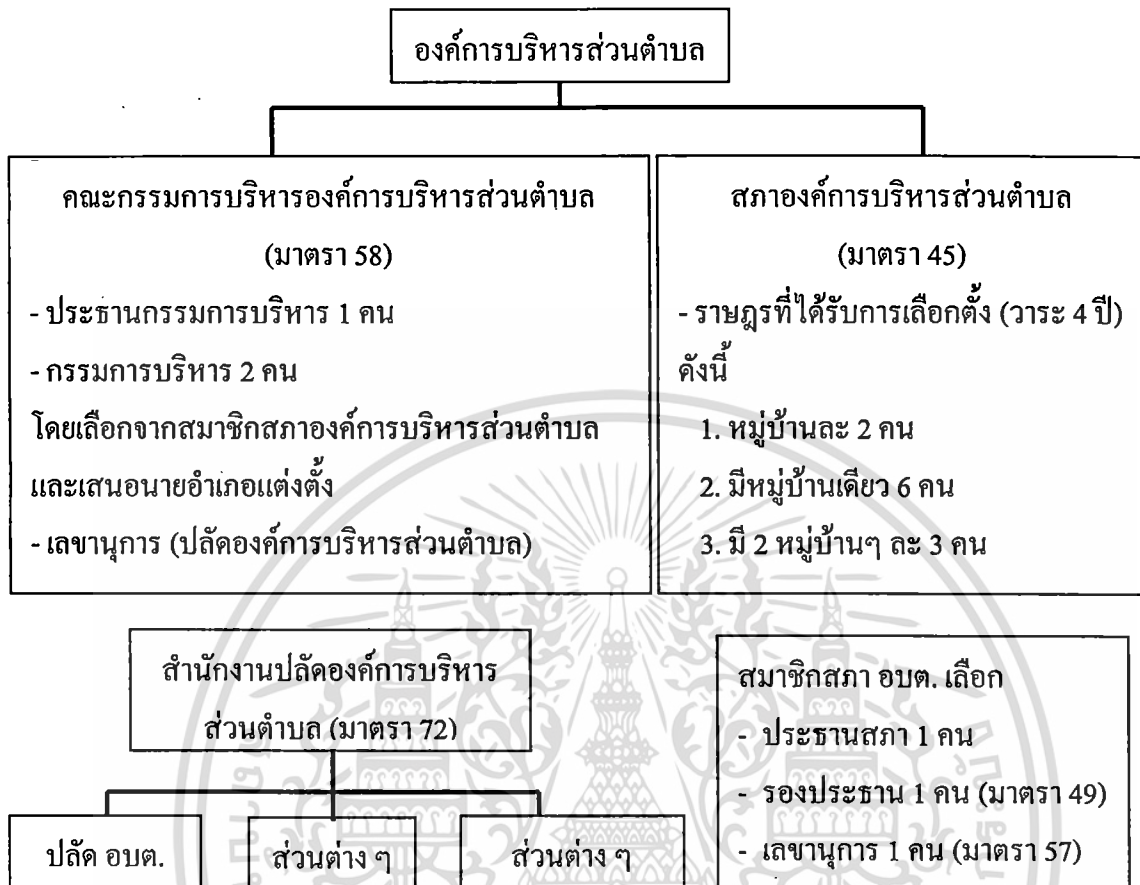 องค์การบริหารส่วนตำบล
คณะกรรมการบริหารองค์การบริหารส่วนตำบล
(มาตรา 58)
- ประธานกรรมการบริหาร 1 คน
- กรรมการบริหาร 2 คน
โดยเลือกจากสมาชิกสภาองค์การบริหารส่วนตำบล
และเสนอนายอำเภอแต่งตั้ง
- เลขานุการ (ปลัดองค์การบริหารส่วนตำบล)
สภาองค์การบริหารส่วนตำบล
(มาตรา 45)
- ราษฎรที่ได้รับการเลือกตั้ง (วาระ 4 ปี)
ดังนี้
1. หมู่บ้านละ 2 คน
2. มีหมู่บ้านเดียว 6 คน
3. มี 2 หมู่บ้านๆ ละ 3 คน
สำนักงานปลัดองค์การบริหาร
ส่วนตำบล (มาตรา 72)
ปลัด อบต.
ส่วนต่าง ๆ
ส่วนต่าง ๆ
สมาชิกสภา อบต. เลือก
- ประธานสภา 1 คน
- รองประธาน 1 คน (มาตรา 49)
- เลขานุการ 1 คน (มาตรา 57)